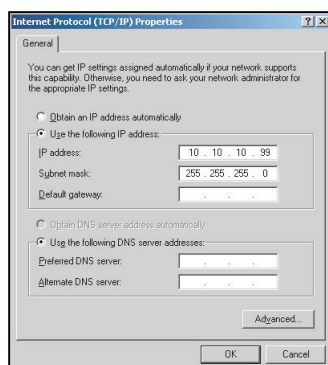 Internet Protocol (TCP/IP) Properties
General
You can get IP settings assigned automatically if your network supports
this capability. Otherwise, you need to ask your network administrator for
the appropriate IP settings.
Obtain an IP address automatically
Use the following IP address:
IP address: 10 . 10 . 10 . 99
Subnet mask: 255 . 255 . 255 . 0
Default gateway: . . .
Obtain DNS server address automatically
Use the following DNS server addresses:
Preferred DNS server: . . .
Alternate DNS server: . . .
Advanced...
OK Cancel